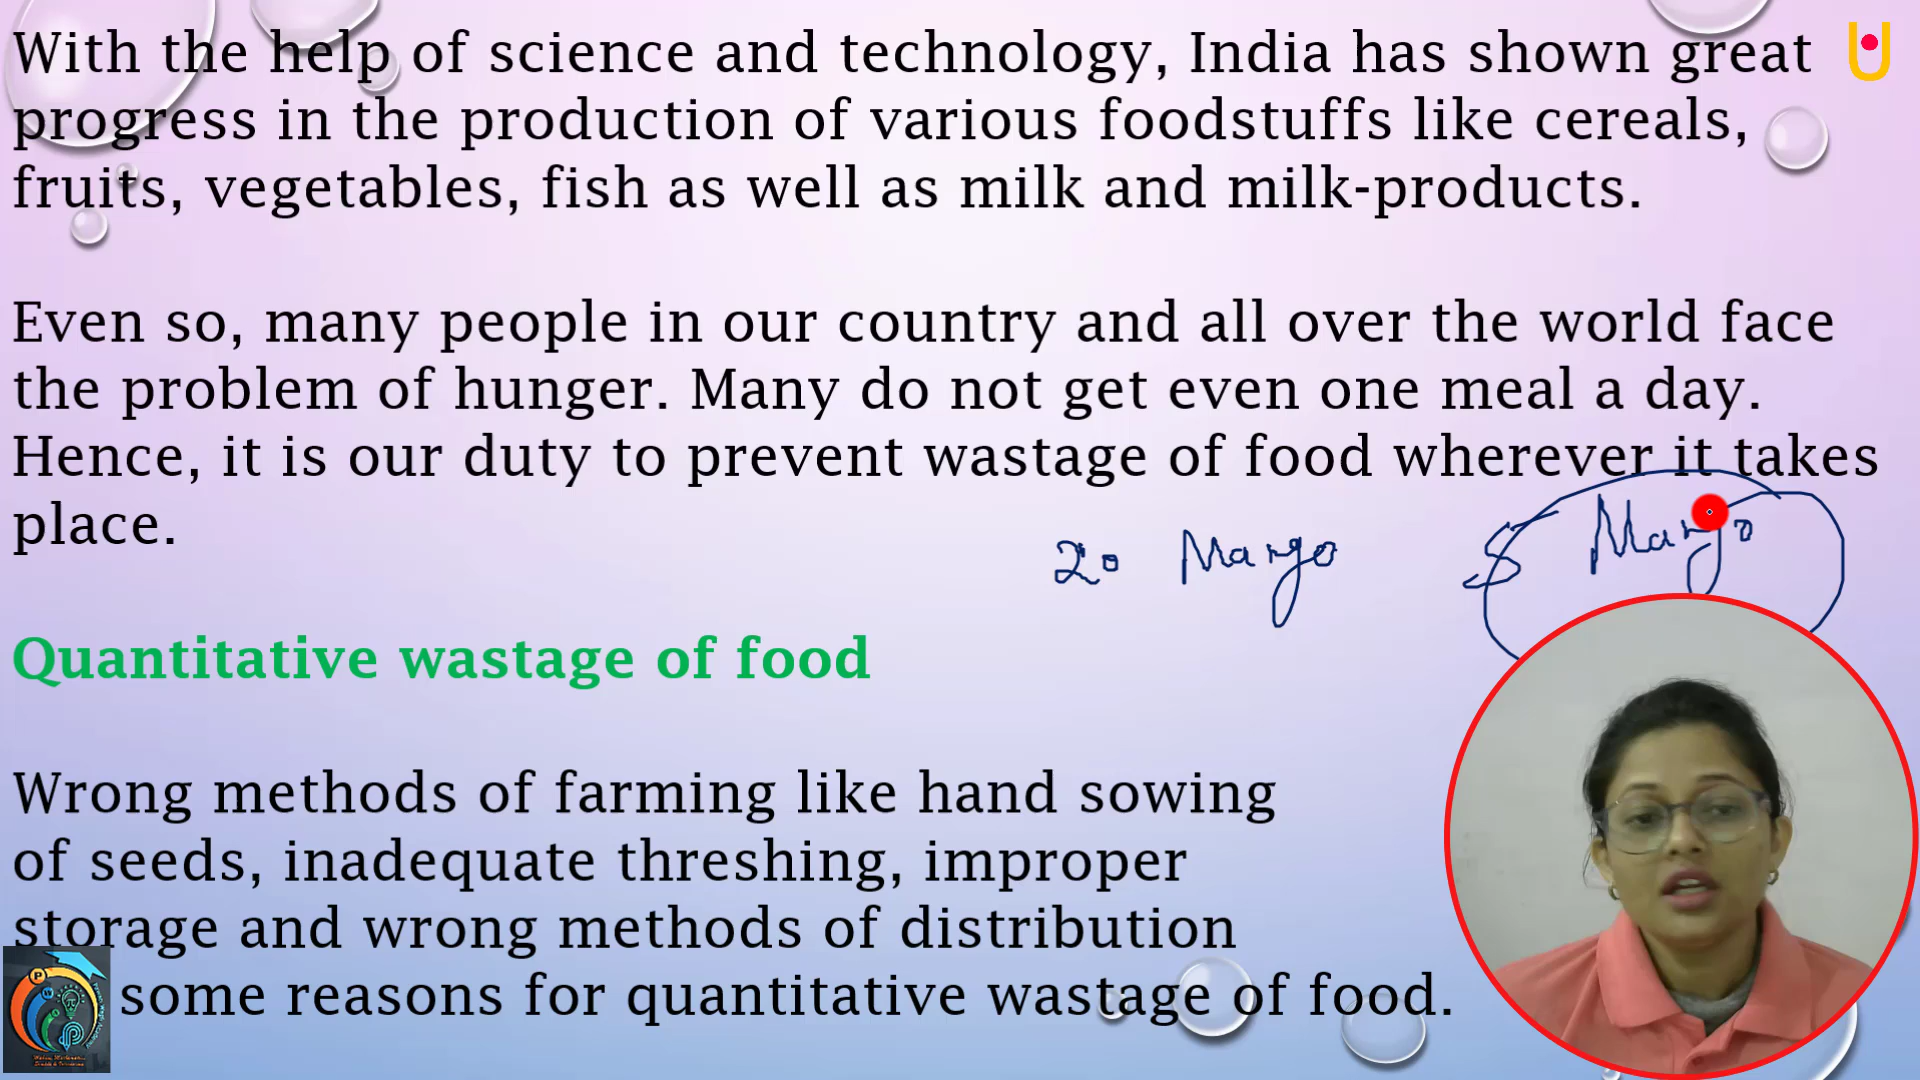 With the help of science and technology, India has shown great
progress in the production of various foodstuffs like cereals,
fruits, vegetables, fish as well as milk and milk-products.
Even so, many people in our country and all over the world face
the problem of hunger. Many do not get even one meal a day.
Hence, it is our duty to prevent wastage of food wherever it takes
place.
20 Mango
5 Mango
Quantitative wastage of food
Wrong methods of farming like hand sowing
of seeds, inadequate threshing, improper
storage and wrong methods of distribution
some reasons for quantitative wastage of food.